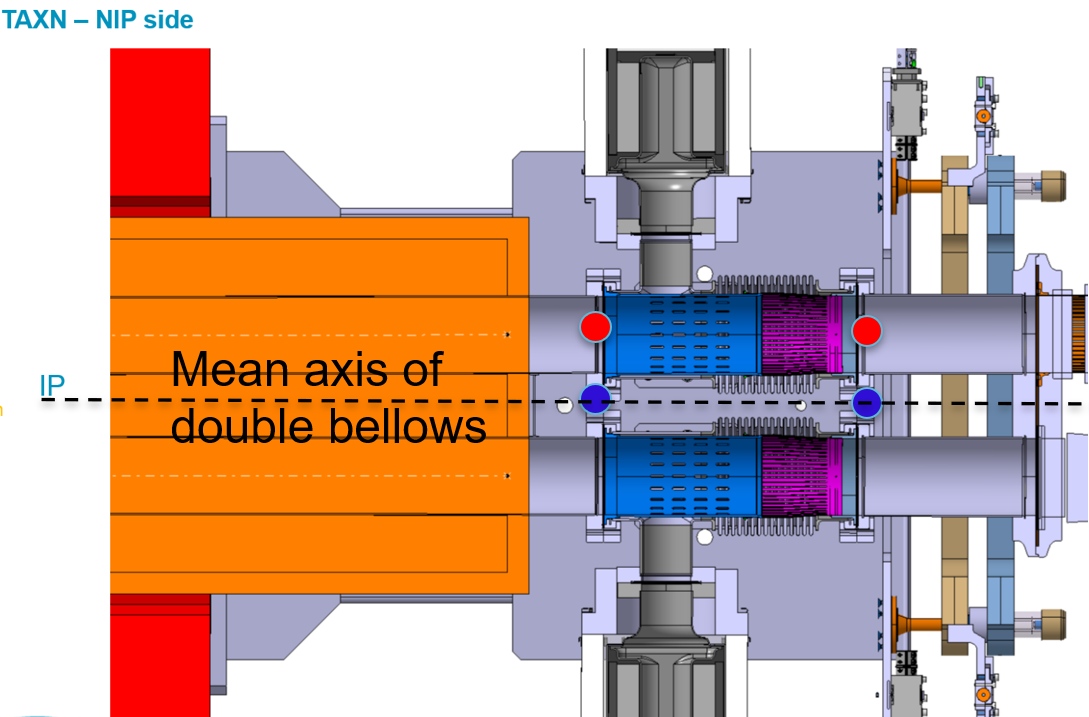 TAXN – NIP side
IP
Mean axis of
double bellows